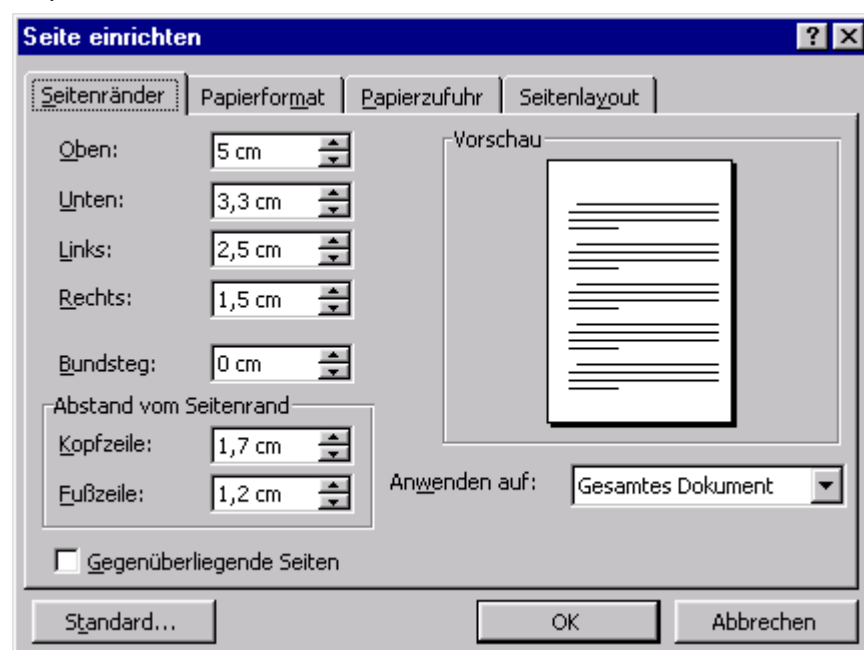 Seite einrichten
Seitenränder Papierformat Papierzufuhr Seitenlayout
Oben: 5 cm
Unten: 3,3 cm
Links: 2,5 cm
Rechts: 1,5 cm
Bundsteg: 0 cm
Abstand vom Seitenrand
Kopfzeile: 1,7 cm
Fußzeile: 1,2 cm
Gegenüberliegende Seiten
Vorschau
Anwenden auf: Gesamtes Dokument
Standard... OK Abbrechen